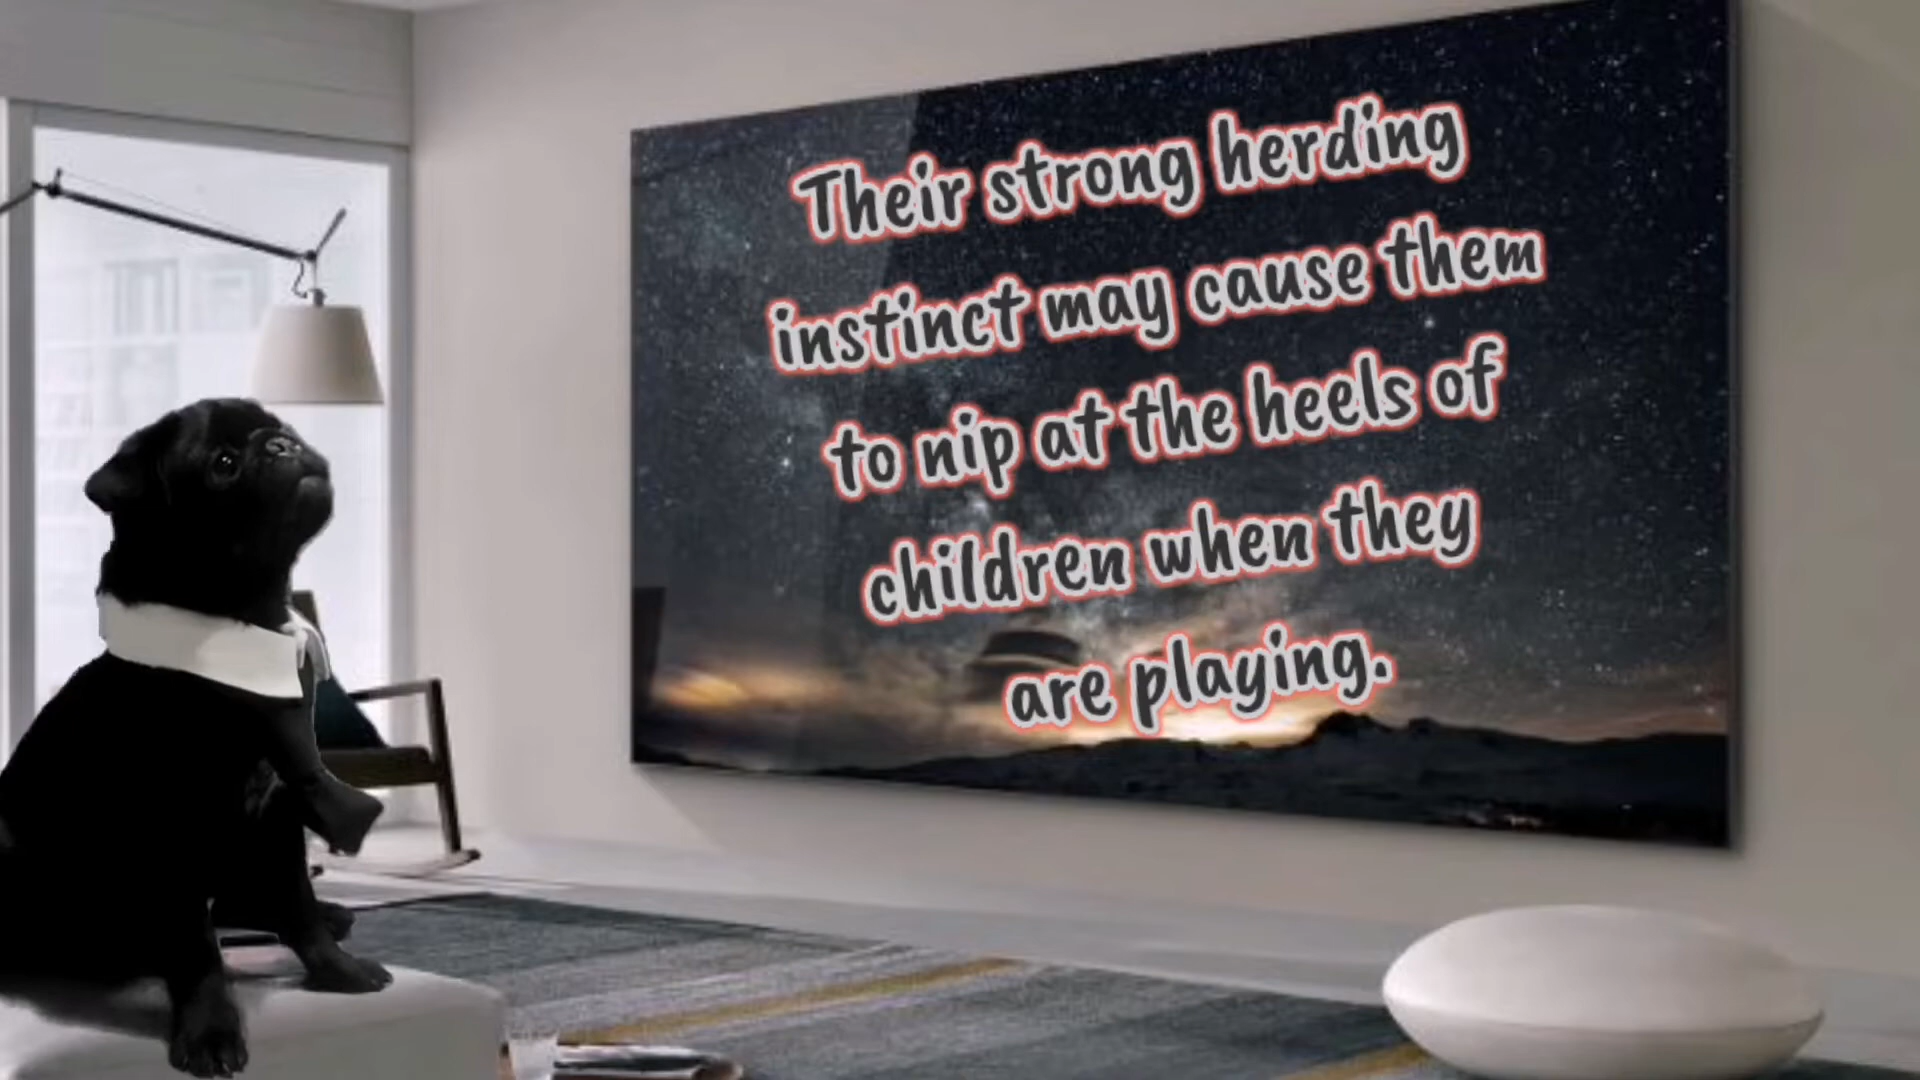 Their strong herding
instinct may cause them
to nip at the heels of
children when they
are playing.